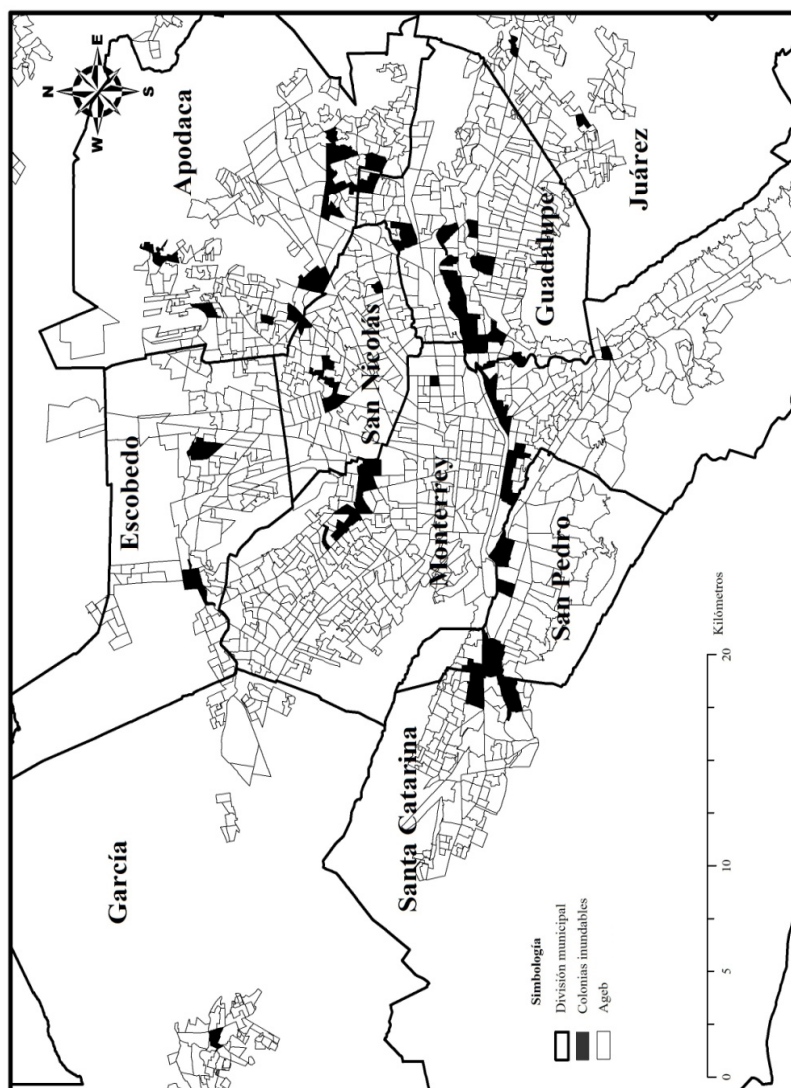 N
E
S
W
Apodaca
Escobedo
García
San Nicolás
Guadalupe
Juárez
Monterrey
San Pedro
Santa Catarina
Simbología
División municipal
Colonias inundables
Ageb
Kilómetros
0 5 10 20